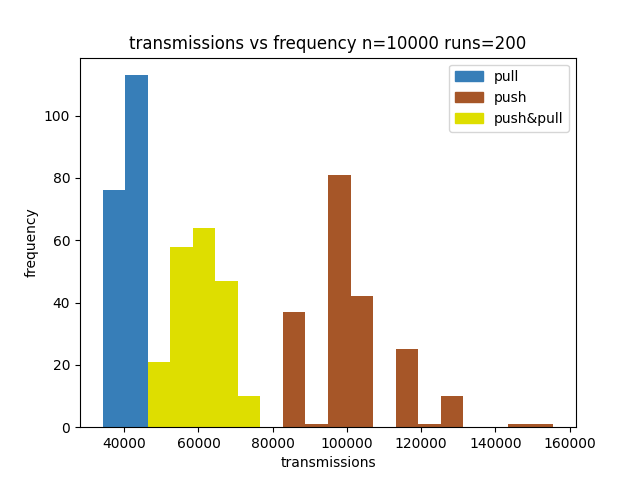 transmissions vs frequency n=10000 runs=200
pull
push
push&pull
frequency
100
80
60
40
20
0
40000 60000 80000 100000 120000 140000 160000
transmissions